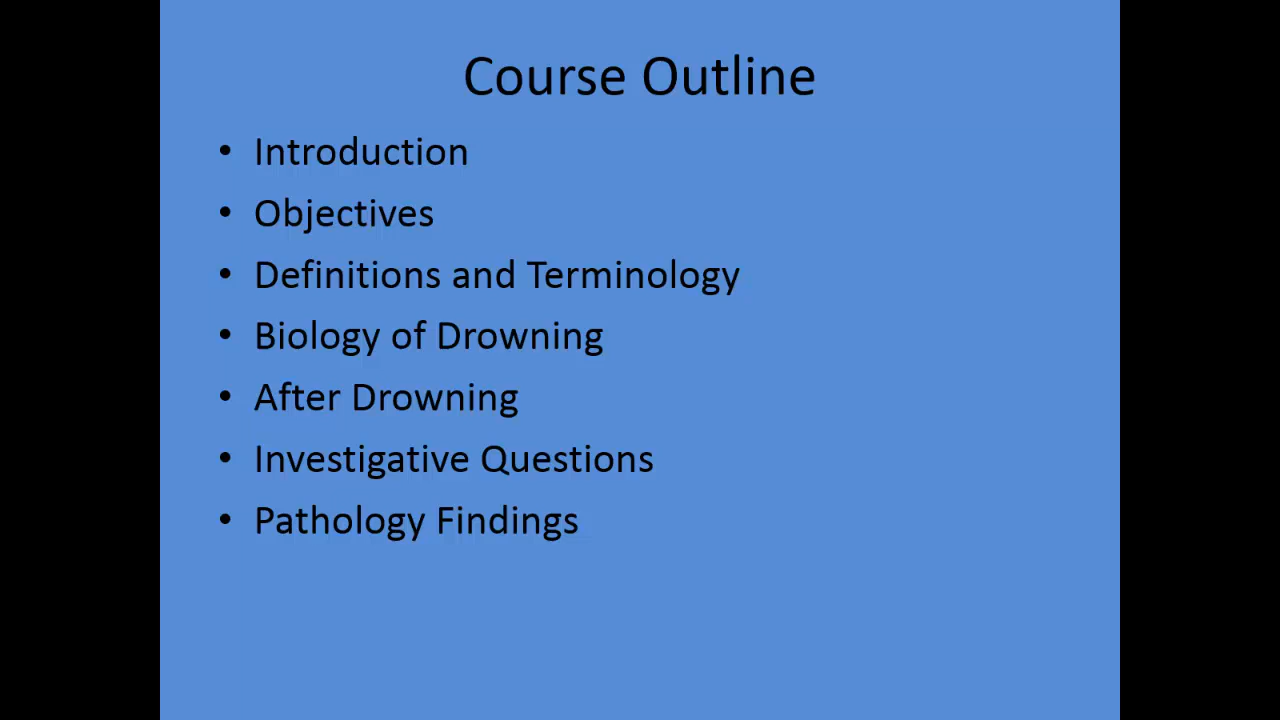 Course Outline
• Introduction
• Objectives
• Definitions and Terminology
• Biology of Drowning
• After Drowning
• Investigative Questions
• Pathology Findings